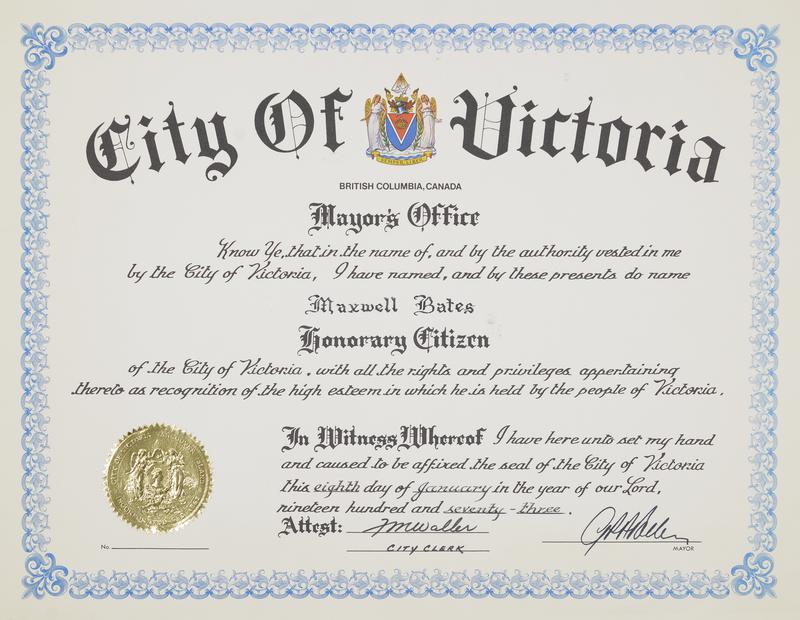 City Of Victoria
SEMPER LIBER
BRITISH COLUMBIA, CANADA
Mayor's Office
Know Ye, that in the name of, and by the authority vested in me
by the City of Victoria, I have named, and by these presents do name
Maxwell Bates
Honorary Citizen
of the City of Victoria, with all the rights and privileges appertaining
thereto as recognition of the high esteem in which he is held by the people of Victoria.
In Witness Whereof I have here unto set my hand
and caused to be affixed the seal of the City of Victoria
this eighth day of January in the year of our Lord,
nineteen hundred and seventy-three.
Attest: FMWaller
CITY CLERK
No.
MAYOR